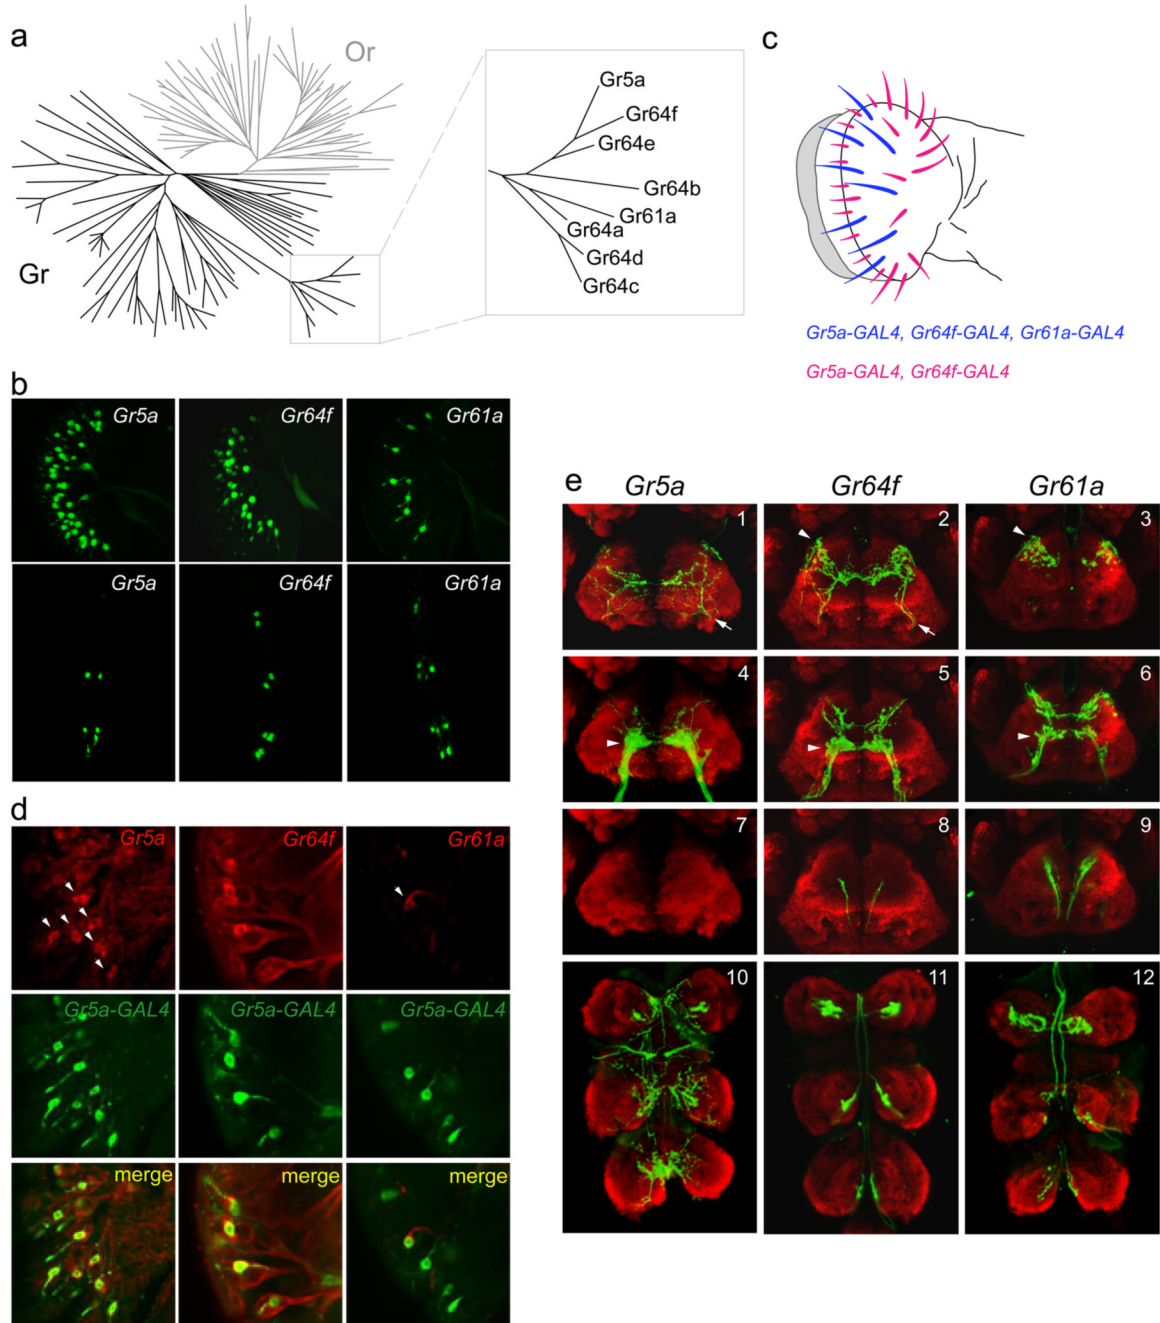 a
Or
Gr
Gr5a
Gr64f
Gr64e
Gr64b
Gr61a
Gr64a
Gr64d
Gr64c
c
Gr5a-GAL4, Gr64f-GAL4, Gr61a-GAL4
Gr5a-GAL4, Gr64f-GAL4
b
Gr5a
Gr64f
Gr61a
Gr5a
Gr64f
Gr61a
d
Gr5a
Gr64f
Gr61a
Gr5a-GAL4
Gr5a-GAL4
Gr5a-GAL4
merge
merge
merge
e
Gr5a
Gr64f
Gr61a
1
2
3
4
5
6
7
8
9
10
11
12